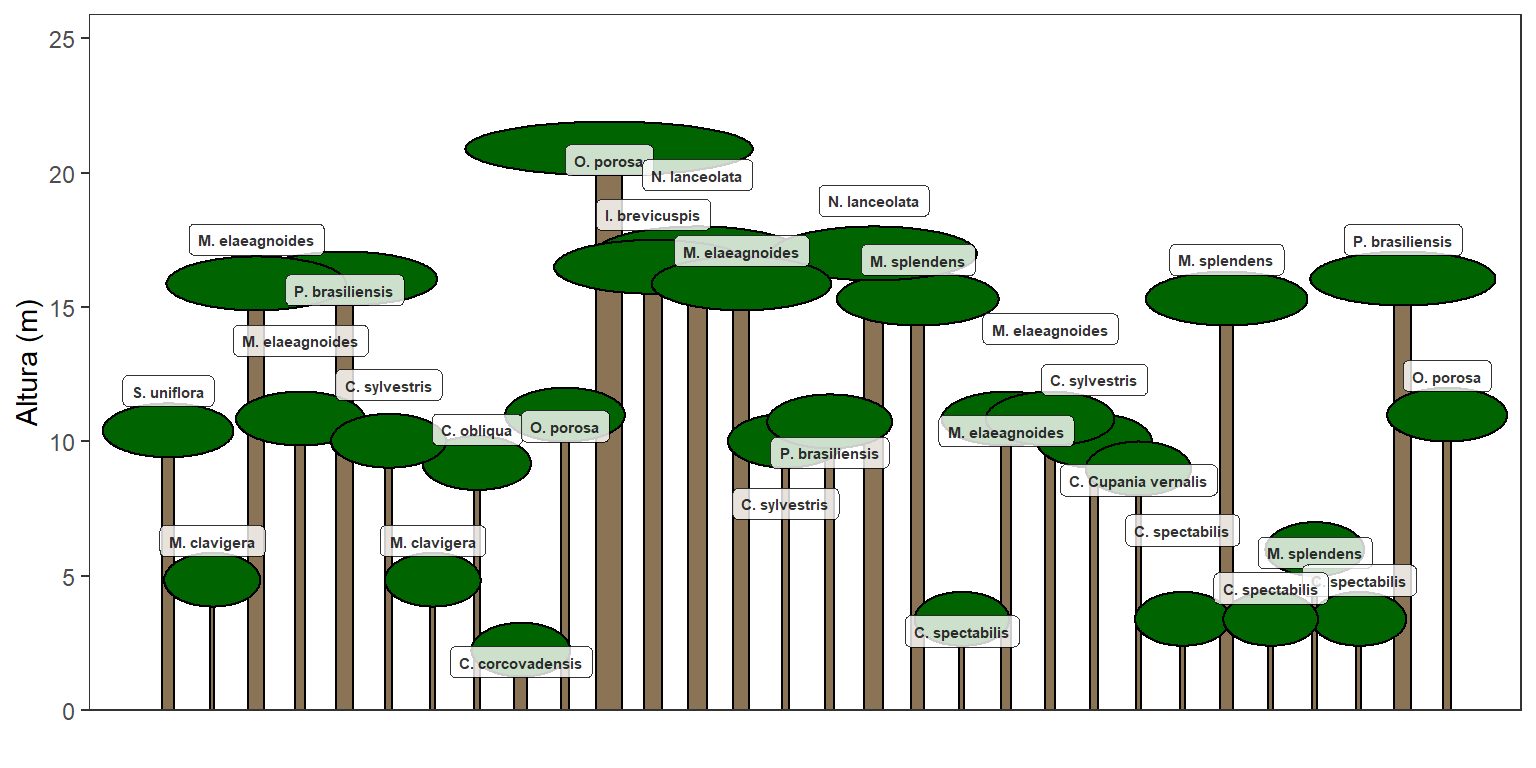 Altura (m)
25
20
15
10
5
0
O. porosa
N. lanceolata
N. lanceolata
I. brevicuspis
M. elaeagnoides
P. brasiliensis
M. elaeagnoides
M. splendens
M. splendens
P. brasiliensis
M. elaeagnoides
M. elaeagnoides
C. sylvestris
C. sylvestris
O. porosa
S. uniflora
C. obliqua
O. porosa
M. elaeagnoides
P. brasiliensis
C. Cupania vernalis
C. sylvestris
C. spectabilis
M. clavigera
M. clavigera
M. splendens
C. spectabilis
C. spectabilis
C. spectabilis
C. corcovadensis